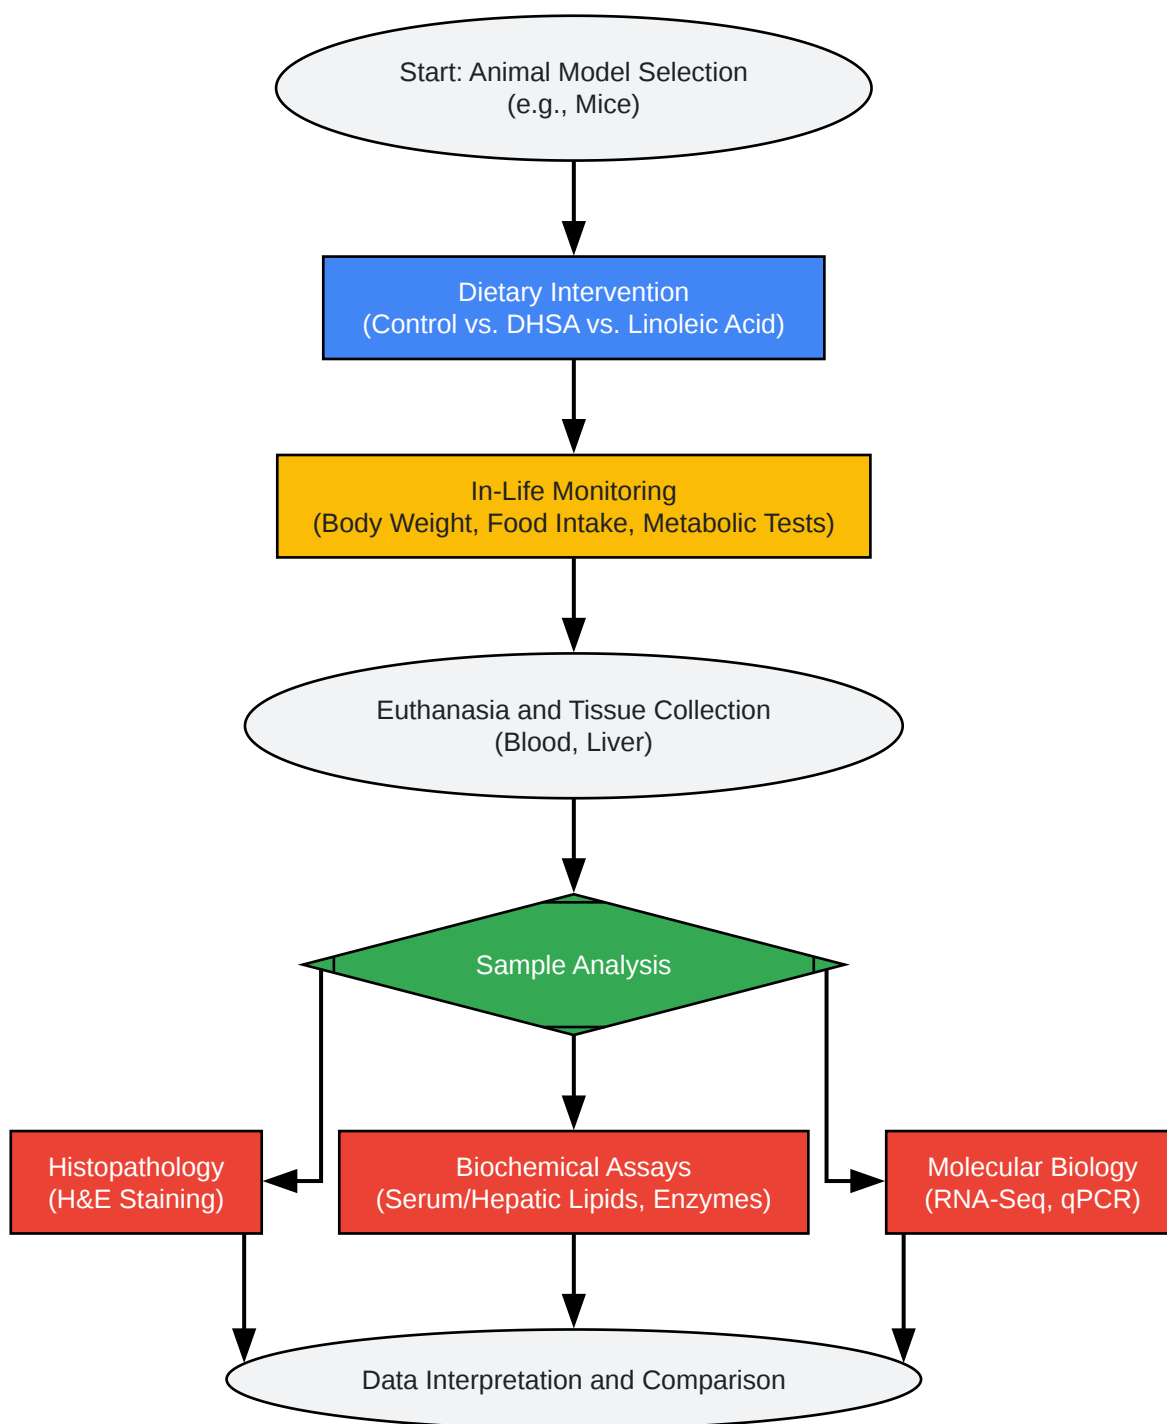 Start: Animal Model Selection
(e.g., Mice)
Dietary Intervention
(Control vs. DHSA vs. Linoleic Acid)
In-Life Monitoring
(Body Weight, Food Intake, Metabolic Tests)
Euthanasia and Tissue Collection
(Blood, Liver)
Sample Analysis
Histopathology
(H&E Staining)
Biochemical Assays
(Serum/Hepatic Lipids, Enzymes)
Molecular Biology
(RNA-Seq, qPCR)
Data Interpretation and Comparison